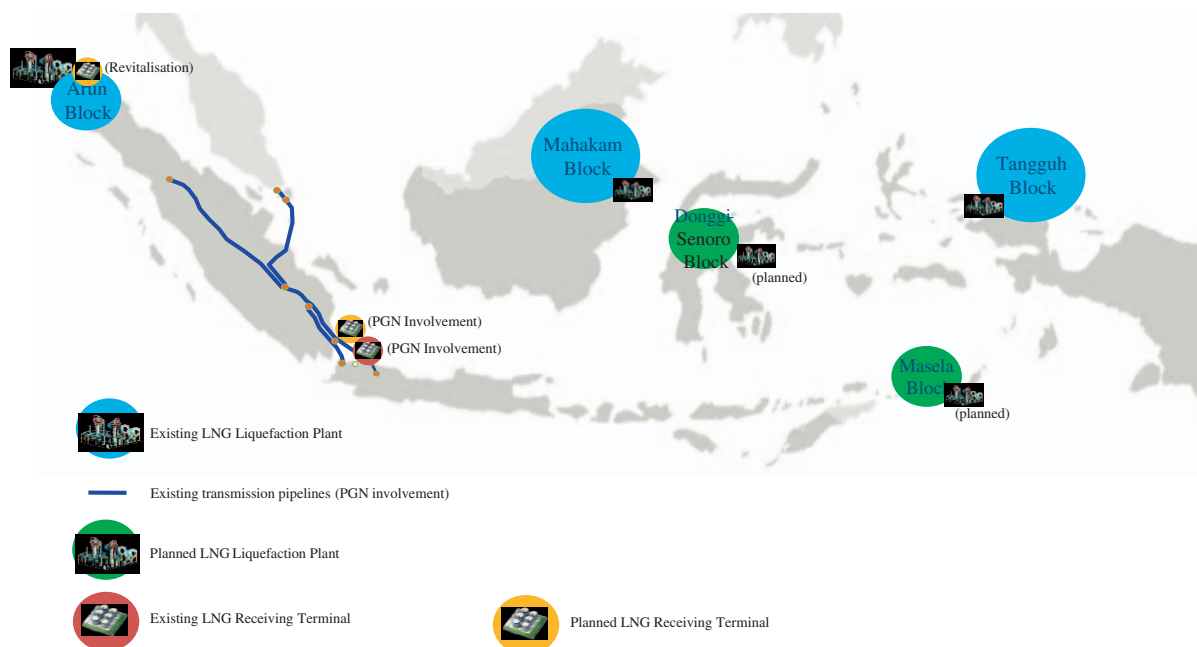 (Revitalisation)
Arun
Block
Mahakam
Block
Tangguh
Block
Donggi-
Senoro
Block
(planned)
(PGN Involvement)
(PGN Involvement)
Masela
Block
(planned)
Existing LNG Liquefaction Plant
Existing transmission pipelines (PGN involvement)
Planned LNG Liquefaction Plant
Existing LNG Receiving Terminal
Planned LNG Receiving Terminal